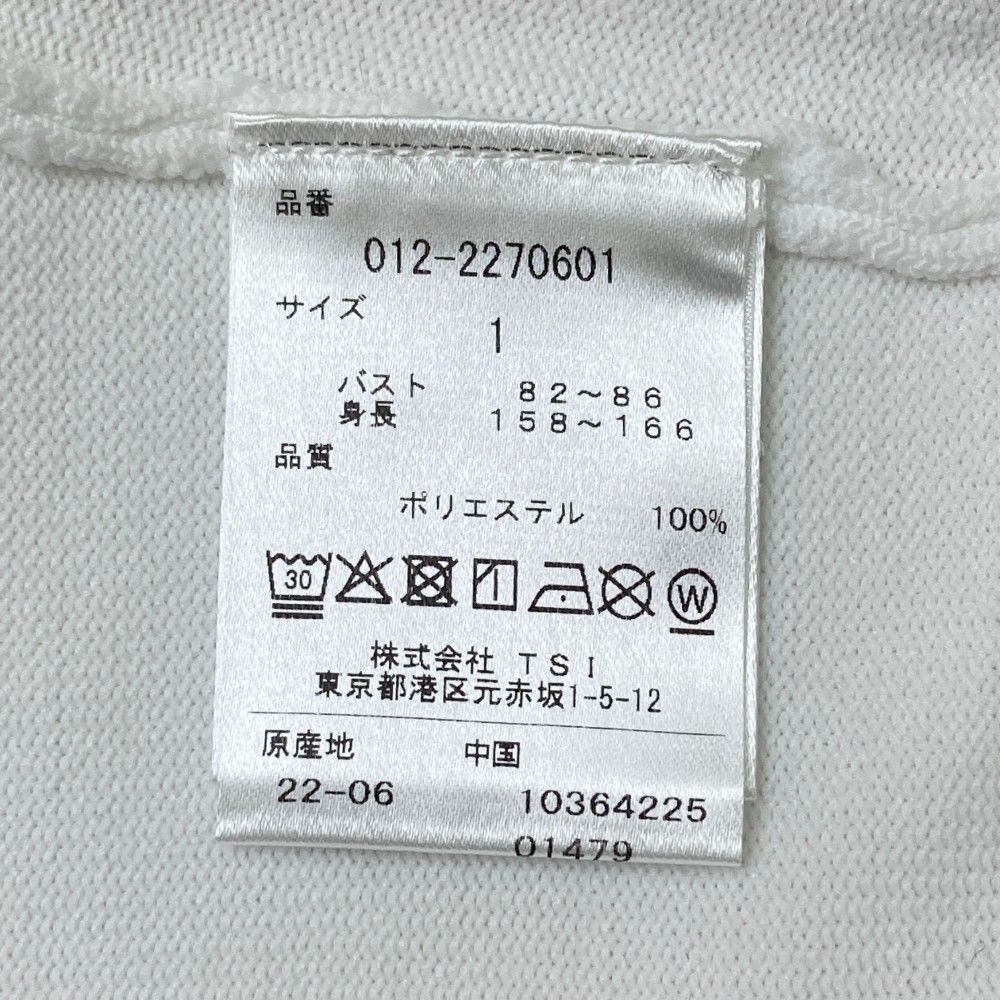 品番
012-2270601
サイズ
1
バスト 82～86
身長 158～166
品質
ポリエステル 100%
30
W
株式会社 TSI
東京都港区元赤坂1-5-12
原産地 中国
22-06 10364225
01479